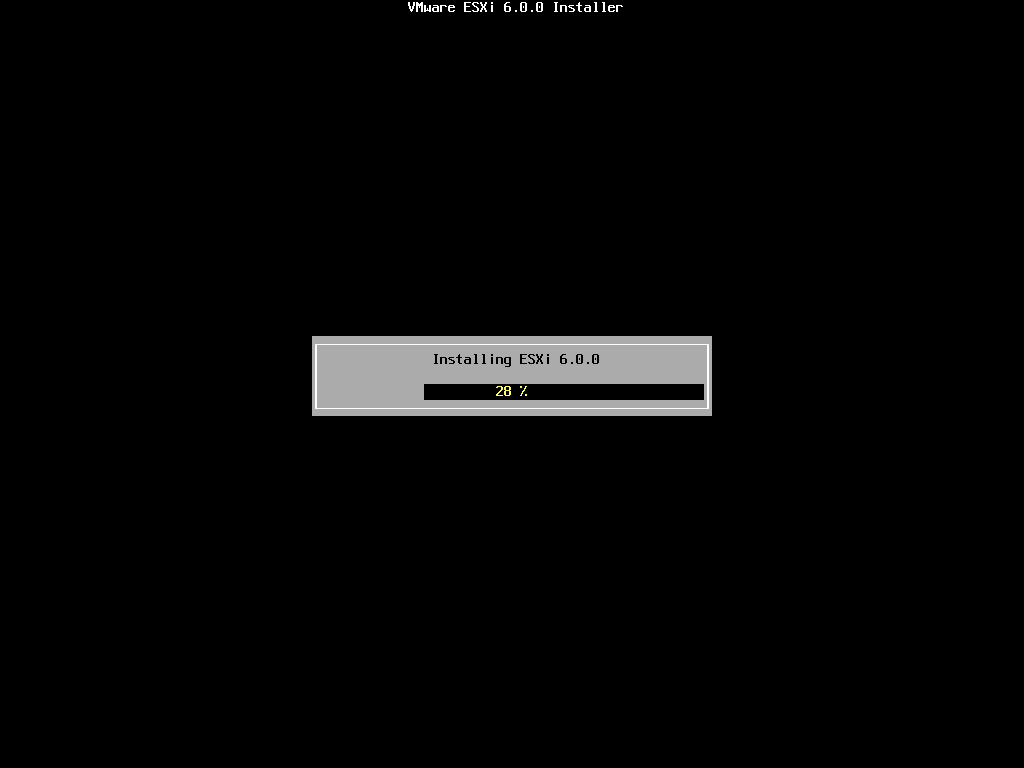 VMware ESXi 6.0.0 Installer
Installing ESXi 6.0.0
28 %